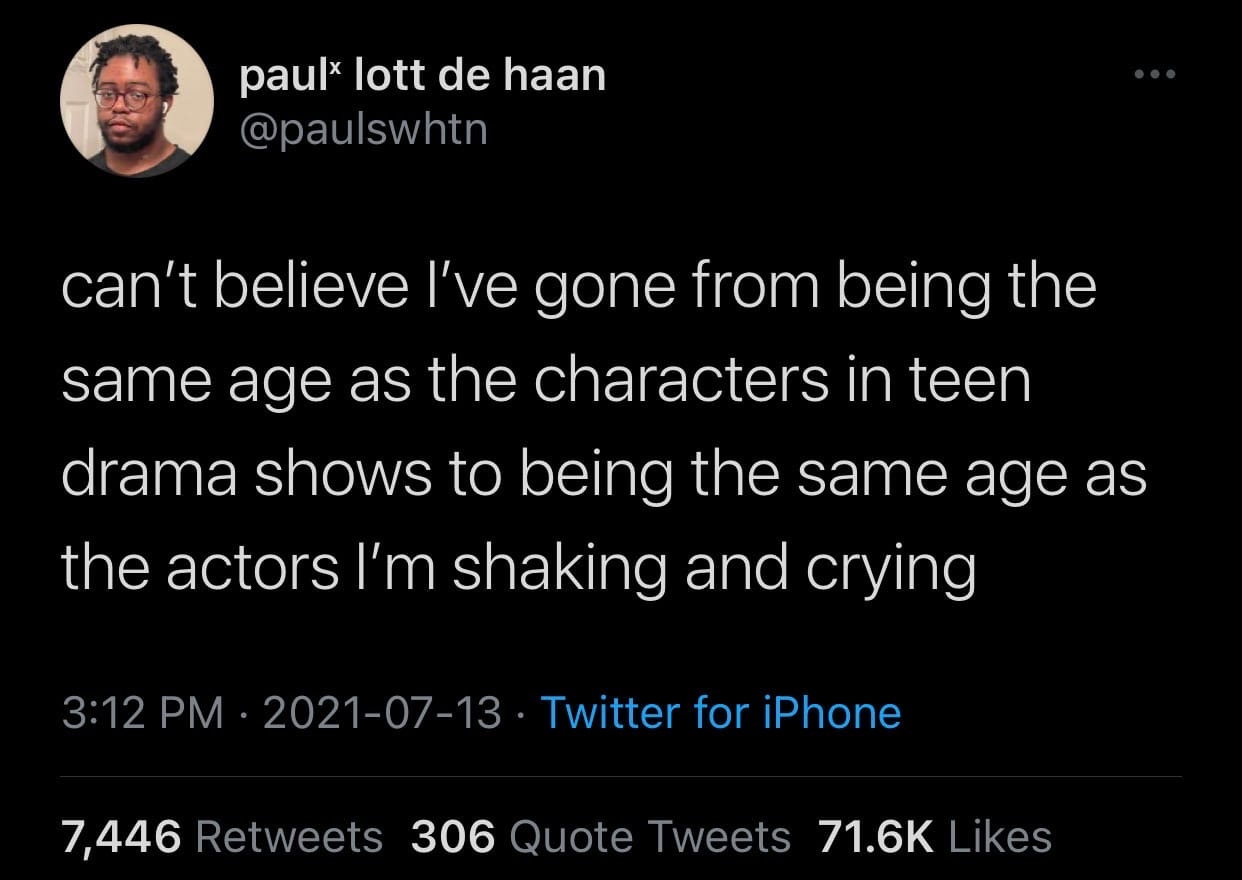 paulˣ lott de haan
@paulswhtn
can’t believe I’ve gone from being the
same age as the characters in teen
drama shows to being the same age as
the actors I’m shaking and crying
3:12 PM · 2021-07-13 · Twitter for iPhone
7,446 Retweets 306 Quote Tweets 71.6K Likes